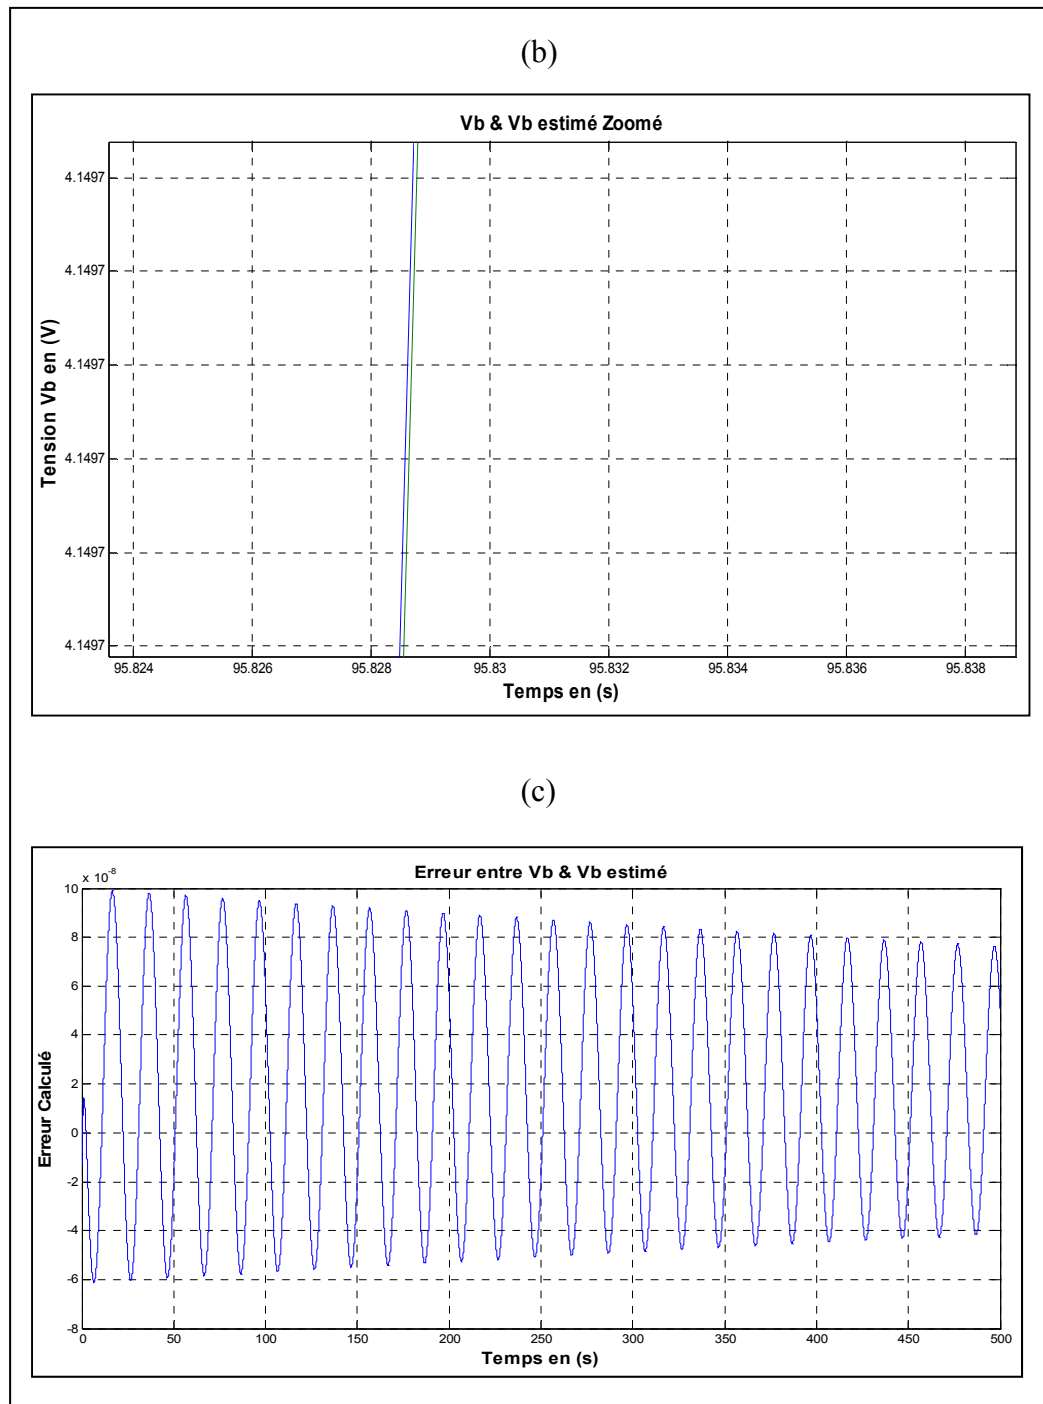 (b)
Vb & Vb estimé Zoomé
4.1497
4.1497
4.1497
4.1497
4.1497
4.1497
Tension Vb en (V)
95.824 95.826 95.828 95.83 95.832 95.834 95.836 95.838
Temps en (s)
(c)
Erreur entre Vb & Vb estimé
x 10^-8
10
8
6
4
2
0
-2
-4
-6
-8
Erreur Calculé
0 50 100 150 200 250 300 350 400 450 500
Temps en (s)